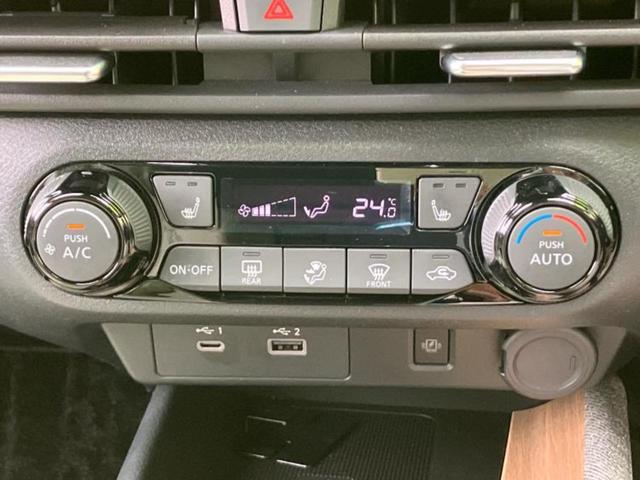 24.0
°C
PUSH
A/C
PUSH
AUTO
ON·OFF
REAR
FRONT
1
2